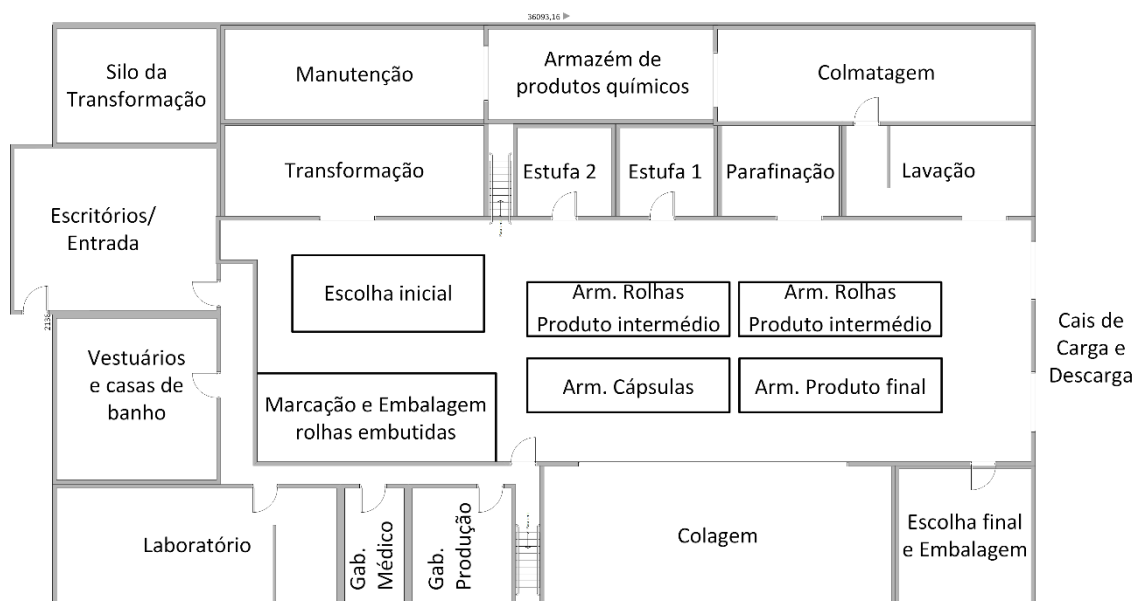 36093,16
Silo da
Transformação
Manutenção
Armazém de
produtos químicos
Colmatagem
Transformação
Estufa 2
Estufa 1
Parafinação
Lavação
Escritórios/
Entrada
Escolha inicial
Arm. Rolhas
Produto intermédio
Arm. Rolhas
Produto intermédio
Cais de
Carga e
Descarga
2136
Vestuários
e casas de
banho
Marcação e Embalagem
rolhas embutidas
Arm. Cápsulas
Arm. Produto final
Laboratório
Gab.
Médico
Gab.
Produção
Colagem
Escolha final
e Embalagem